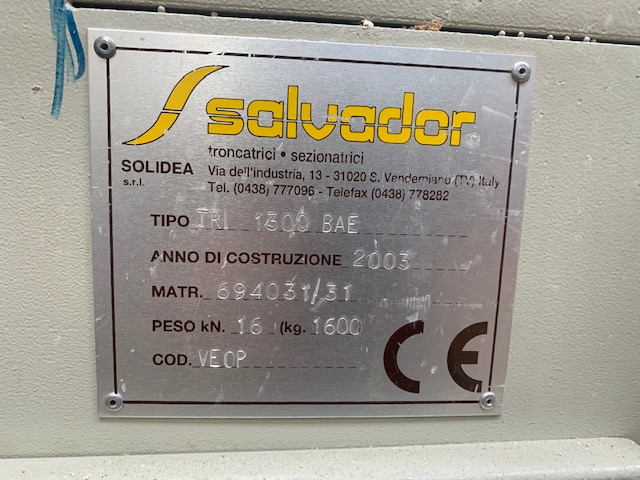 salvador
troncatrici • sezionatrici
SOLIDEA
s.r.l.
Via dell'industria, 13 - 31020 S. Vendemiano (TV) Italy
Tel. (0438) 777096 - Telefax (0438) 778282
TIPO TRI 1300 BAE
ANNO DI COSTRUZIONE 2003
MATR. 694031/31
PESO kN. 16 (kg. 1600
COD. VEOP
CE